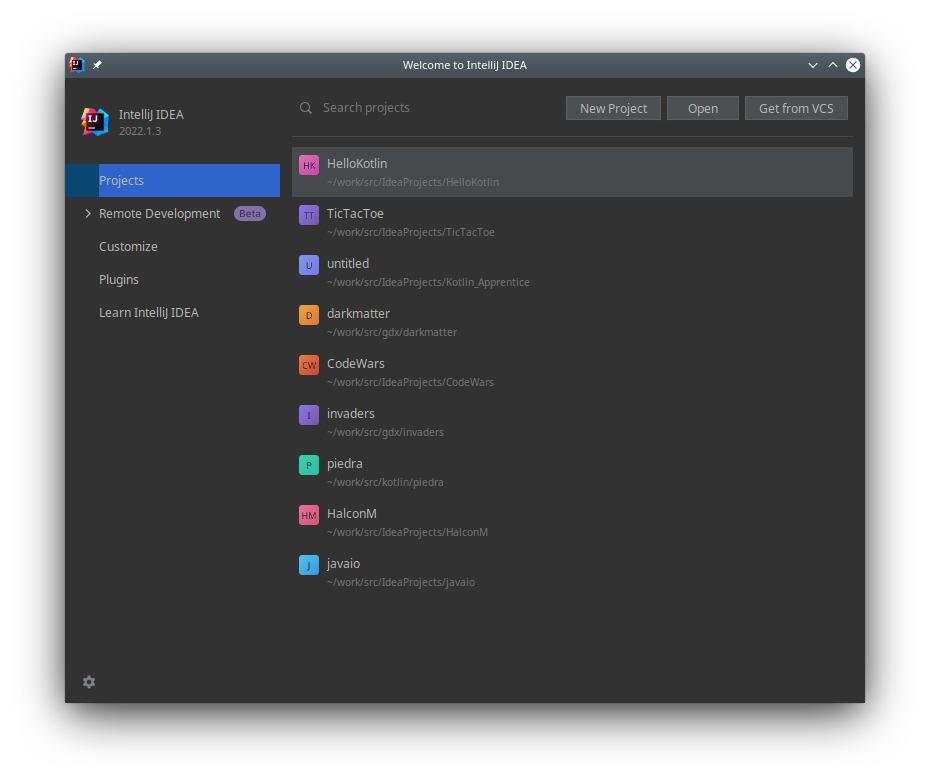 Welcome to IntelliJ IDEA
IntelliJ IDEA
2022.1.3
Projects
Remote Development Beta
Customize
Plugins
Learn IntelliJ IDEA
Search projects New Project Open Get from VCS
HK HelloKotlin
~/work/src/IdeaProjects/HelloKotlin
TT TicTacToe
~/work/src/IdeaProjects/TicTacToe
U untitled
~/work/src/IdeaProjects/Kotlin_Apprentice
D darkmatter
~/work/src/gdx/darkmatter
CW CodeWars
~/work/src/IdeaProjects/CodeWars
I invaders
~/work/src/gdx/invaders
P piedra
~/work/src/kotlin/piedra
HM HalconM
~/work/src/IdeaProjects/HalconM
J javaio
~/work/src/IdeaProjects/javaio